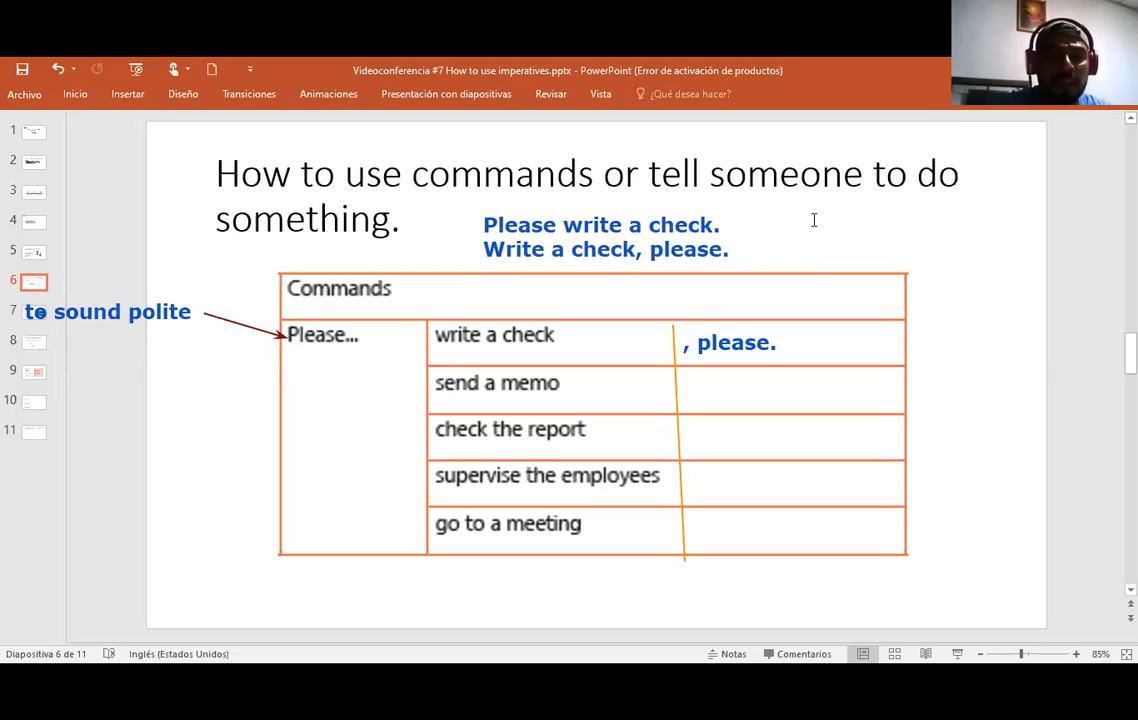 Videoconferencia #7 How to use imperatives.pptx - PowerPoint (Error de activación de productos)
Archivo Inicio Insertar Diseño Transiciones Animaciones Presentación con diapositivas Revisar Vista ¿Qué desea hacer?
1
2
3
4
5
6
7
8
9
10
11
How to use commands or tell someone to do
something.
Please write a check.
Write a check, please.
Commands
to sound polite
Please...
write a check
, please.
send a memo
check the report
supervise the employees
go to a meeting
Diapositiva 6 de 11 Inglés (Estados Unidos) Notas Comentarios 85%